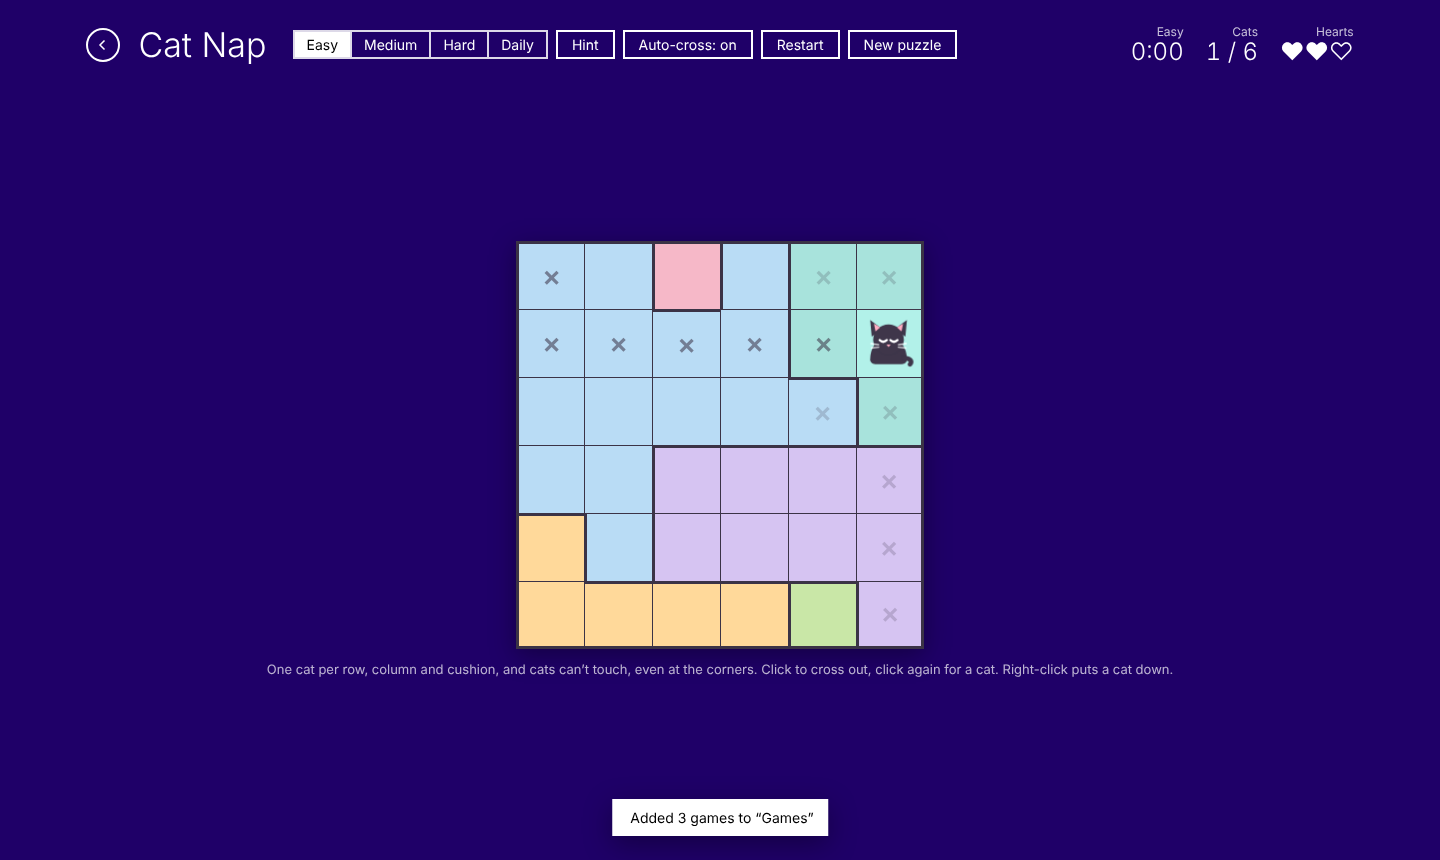 Cat Nap
Easy Medium Hard Daily Hint Auto-cross: on Restart New puzzle
Easy Cats Hearts
0:00 1 / 6
One cat per row, column and cushion, and cats can’t touch, even at the corners. Click to cross out, click again for a cat. Right-click puts a cat down.
Added 3 games to “Games”